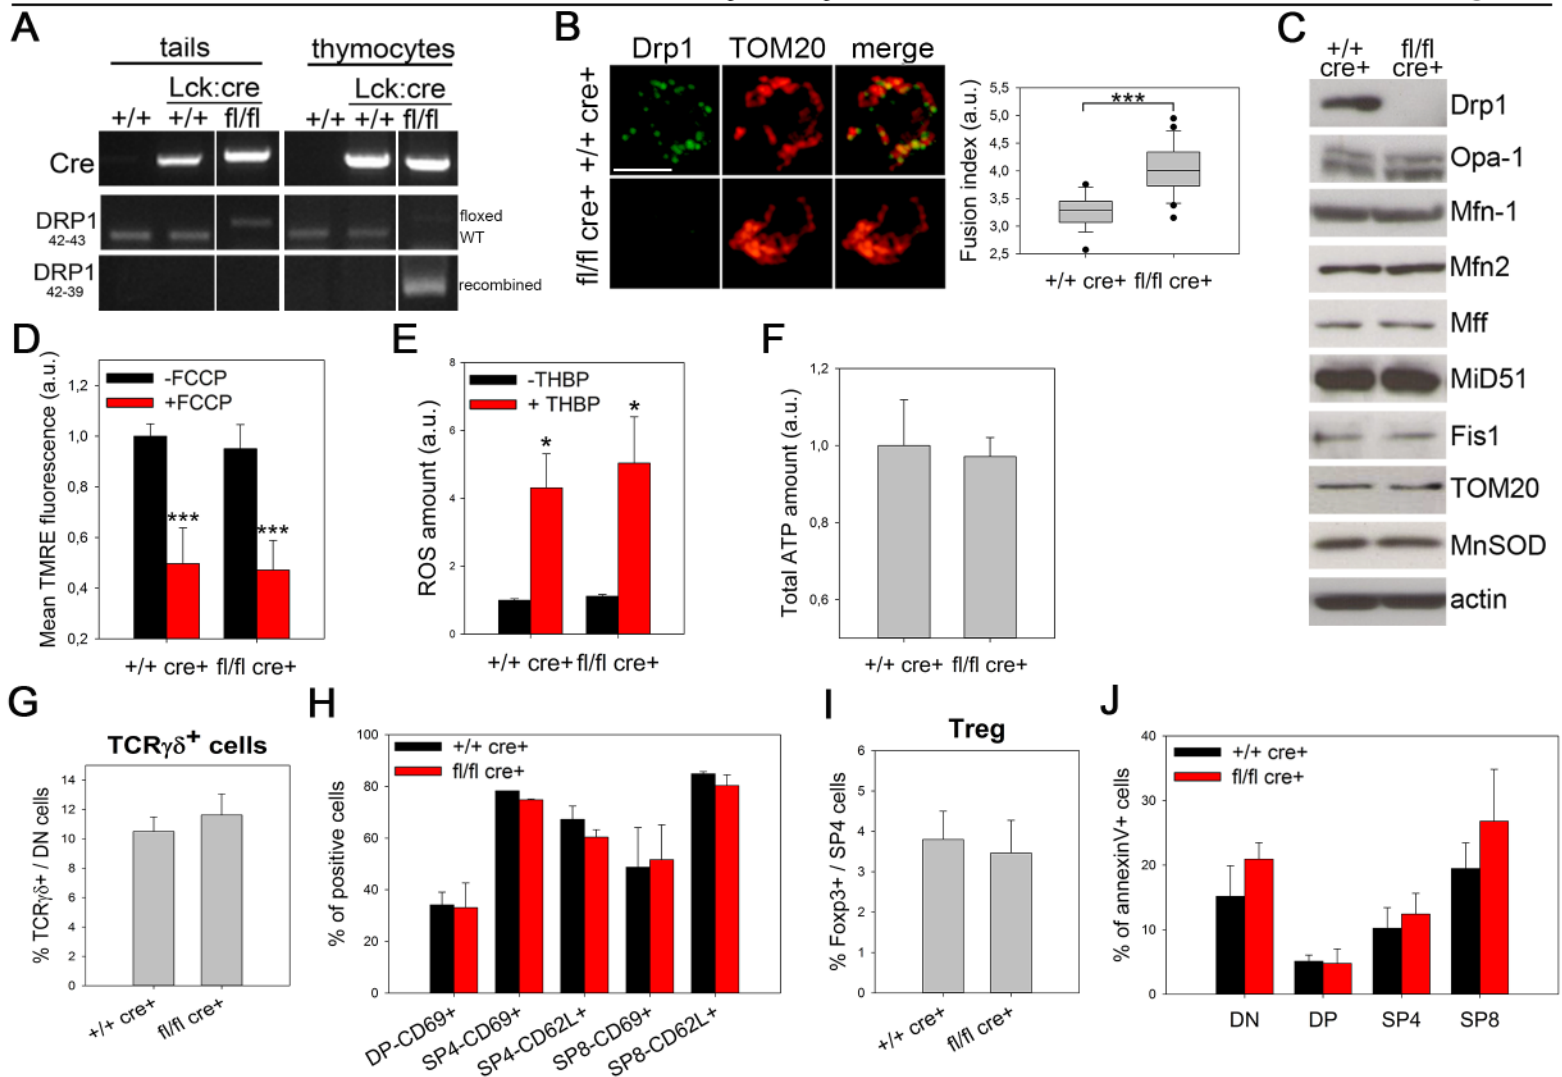 A
tails
thymocytes
Lck:cre
Lck:cre
+/+ +/+ fl/fl
+/+ +/+ fl/fl
Cre
DRP1
42-43
floxed
WT
DRP1
42-39
recombined
B
Drp1 TOM20 merge
+/+ cre+
fl/fl cre+
Fusion index (a.u.)
5,5
5,0
4,5
4,0
3,5
3,0
2,5
***
+/+ cre+ fl/fl cre+
C
+/+ cre+
fl/fl cre+
Drp1
Opa-1
Mfn-1
Mfn2
Mff
MiD51
Fis1
TOM20
MnSOD
actin
D
Mean TMRE fluorescence (a.u.)
1,2
1,0
0,8
0,6
0,4
0,2
-FCCP
+FCCP
***
***
+/+ cre+ fl/fl cre+
E
ROS amount (a.u.)
8
6
4
2
0
-THBP
+ THBP
*
*
+/+ cre+ fl/fl cre+
F
Total ATP amount (a.u.)
1,2
1,0
0,8
0,6
+/+ cre+ fl/fl cre+
G
TCRγδ+ cells
% TCRγδ+ / DN cells
14
12
10
8
6
4
2
0
+/+ cre+
fl/fl cre+
H
% of positive cells
100
80
60
40
20
0
+/+ cre+
fl/fl cre+
DP-CD69+
SP4-CD69+
SP4-CD62L+
SP8-CD69+
SP8-CD62L+
I
Treg
% Foxp3+ / SP4 cells
6
5
4
3
2
1
0
+/+ cre+
fl/fl cre+
J
% of annexinV+ cells
40
30
20
10
0
+/+ cre+
fl/fl cre+
DN DP SP4 SP8